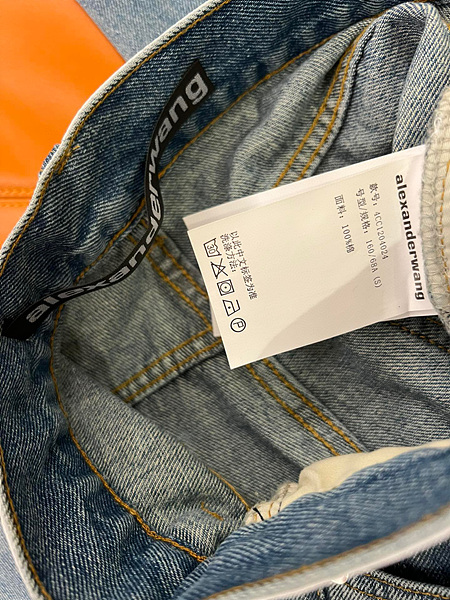 alexanderwang
alexanderwang
款号: 4CC1204024
号型/规格: 160/68A (S)
面料: 100%棉
以此中文标签为准
洗涤方法: